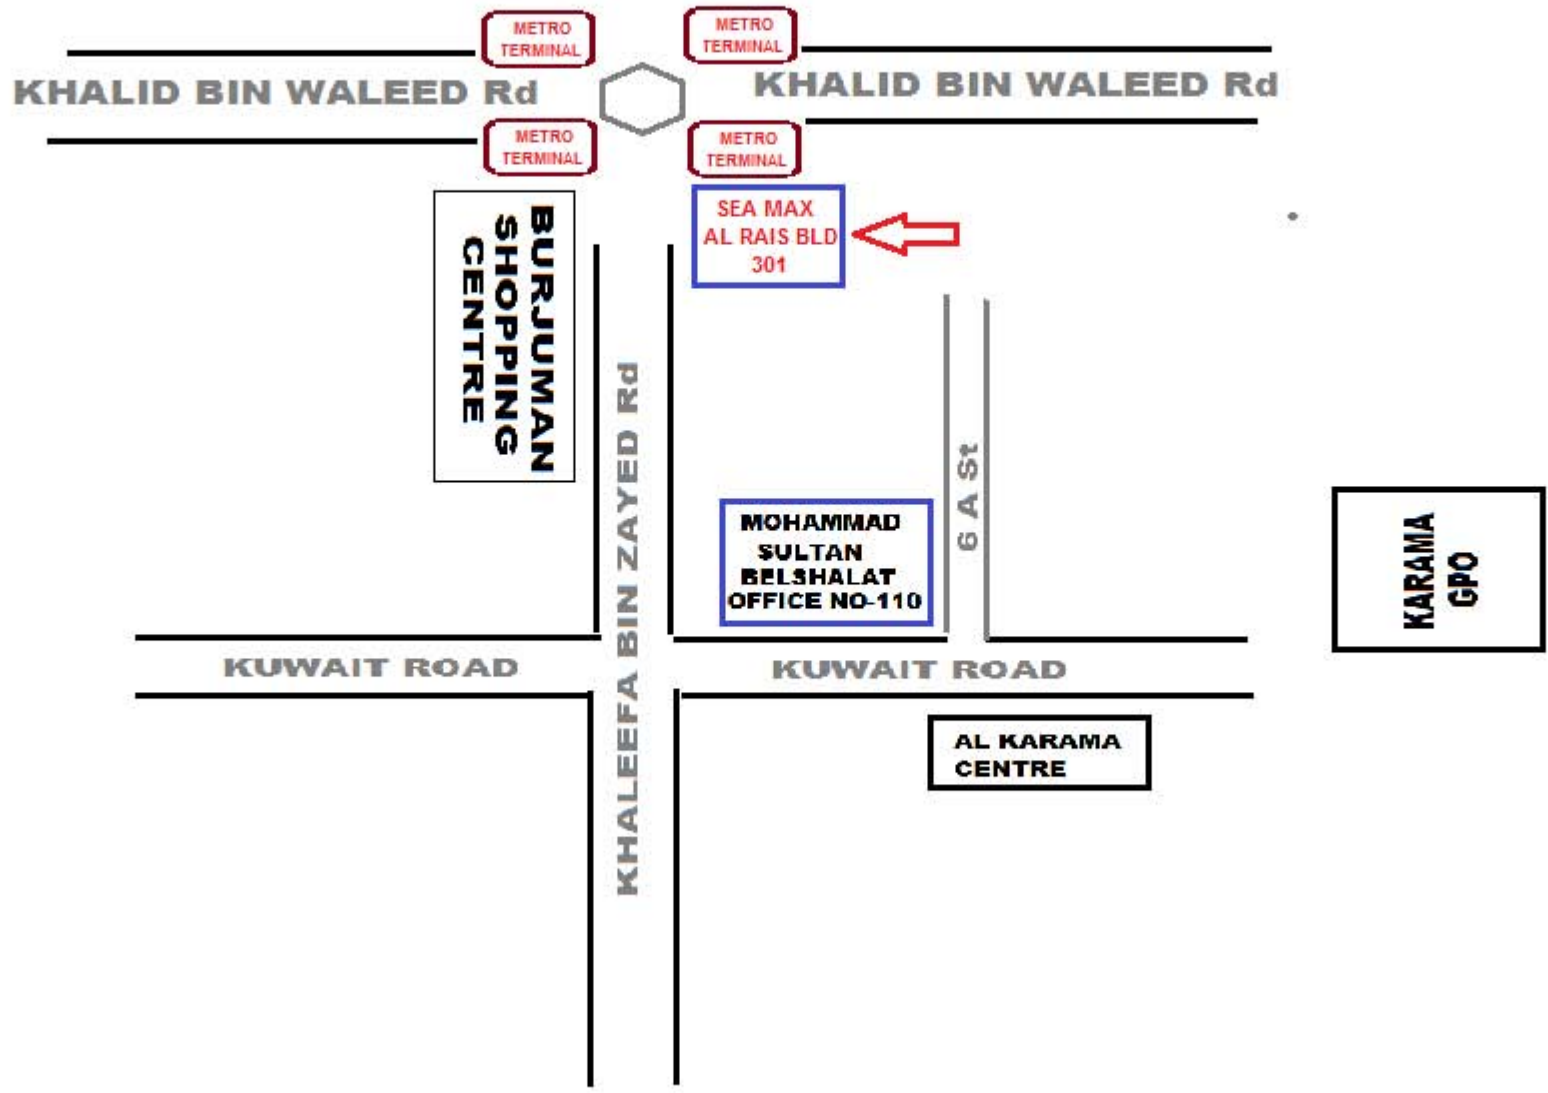 METRO
TERMINAL
METRO
TERMINAL
KHALID BIN WALEED Rd
KHALID BIN WALEED Rd
METRO
TERMINAL
METRO
TERMINAL
BURJUMAN
SHOPPING
CENTRE
SEA MAX
AL RAIS BLD
301
KHALEEFA BIN ZAYED Rd
6 A St
MOHAMMAD
SULTAN
BELSHALAT
OFFICE NO-110
KARAMA
GPO
KUWAIT ROAD
KUWAIT ROAD
AL KARAMA
CENTRE